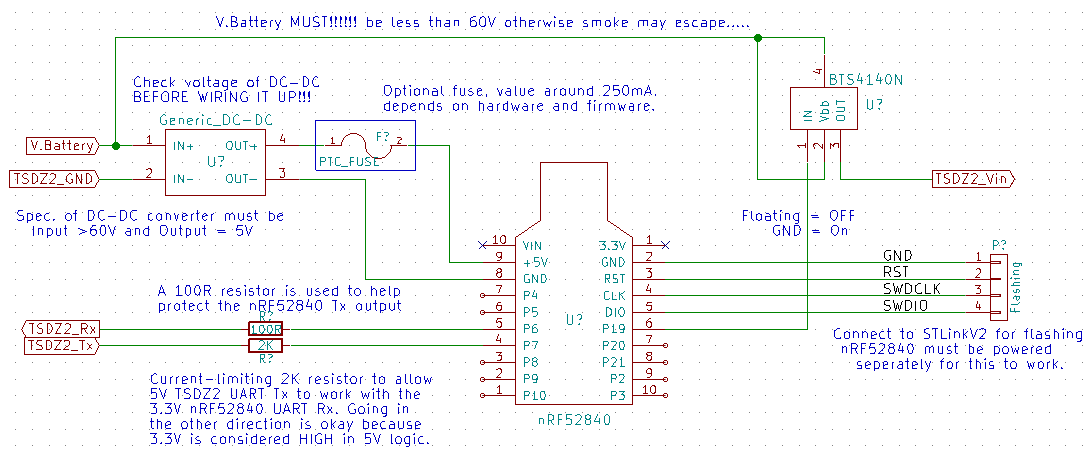 V.Battery MUST!!!!!! be less than 60V otherwise smoke may escape.....
Check voltage of DC-DC
BEFORE WIRING IT UP!!!
Optional fuse, value around 250mA.
depends on hardware and firmware.
BTS4140N
U?
4
IN
Vbb
OUT
1
2
3
Generic_DC-DC
V.Battery
1
IN+
OUT+
4
U?
TSDZ2_GND
2
IN-
OUT-
3
1
F?
2
PTC_FUSE
TSDZ2_Vin
Spec. of DC-DC converter must be
Input >60V and Output = 5V
Floating = OFF
GND = On
10
VIN
3.3V
1
9
+5V
GND
2
8
GND
RST
3
7
P4
CLK
4
6
P5
DIO
5
5
P6
P19
6
4
P7
P20
7
3
P8
P21
8
2
P9
P2
9
1
P10
P3
10
U?
nRF52840
GND
RST
SWDCLK
SWDIO
P?
1
2
3
4
Flashing
A 100R resistor is used to help
protect the nRF52840 Tx output
R?
TSDZ2_Rx
100R
TSDZ2_Tx
2K
R?
Connect to STLinkV2 for flashing
nRF52840 must be powered
seperately for this to work.
Current-limiting 2K resistor to allow
5V TSDZ2 UART Tx to work with the
3.3V nRF52840 UART Rx. Going in
the other direction is okay because
3.3V is considered HIGH in 5V logic.